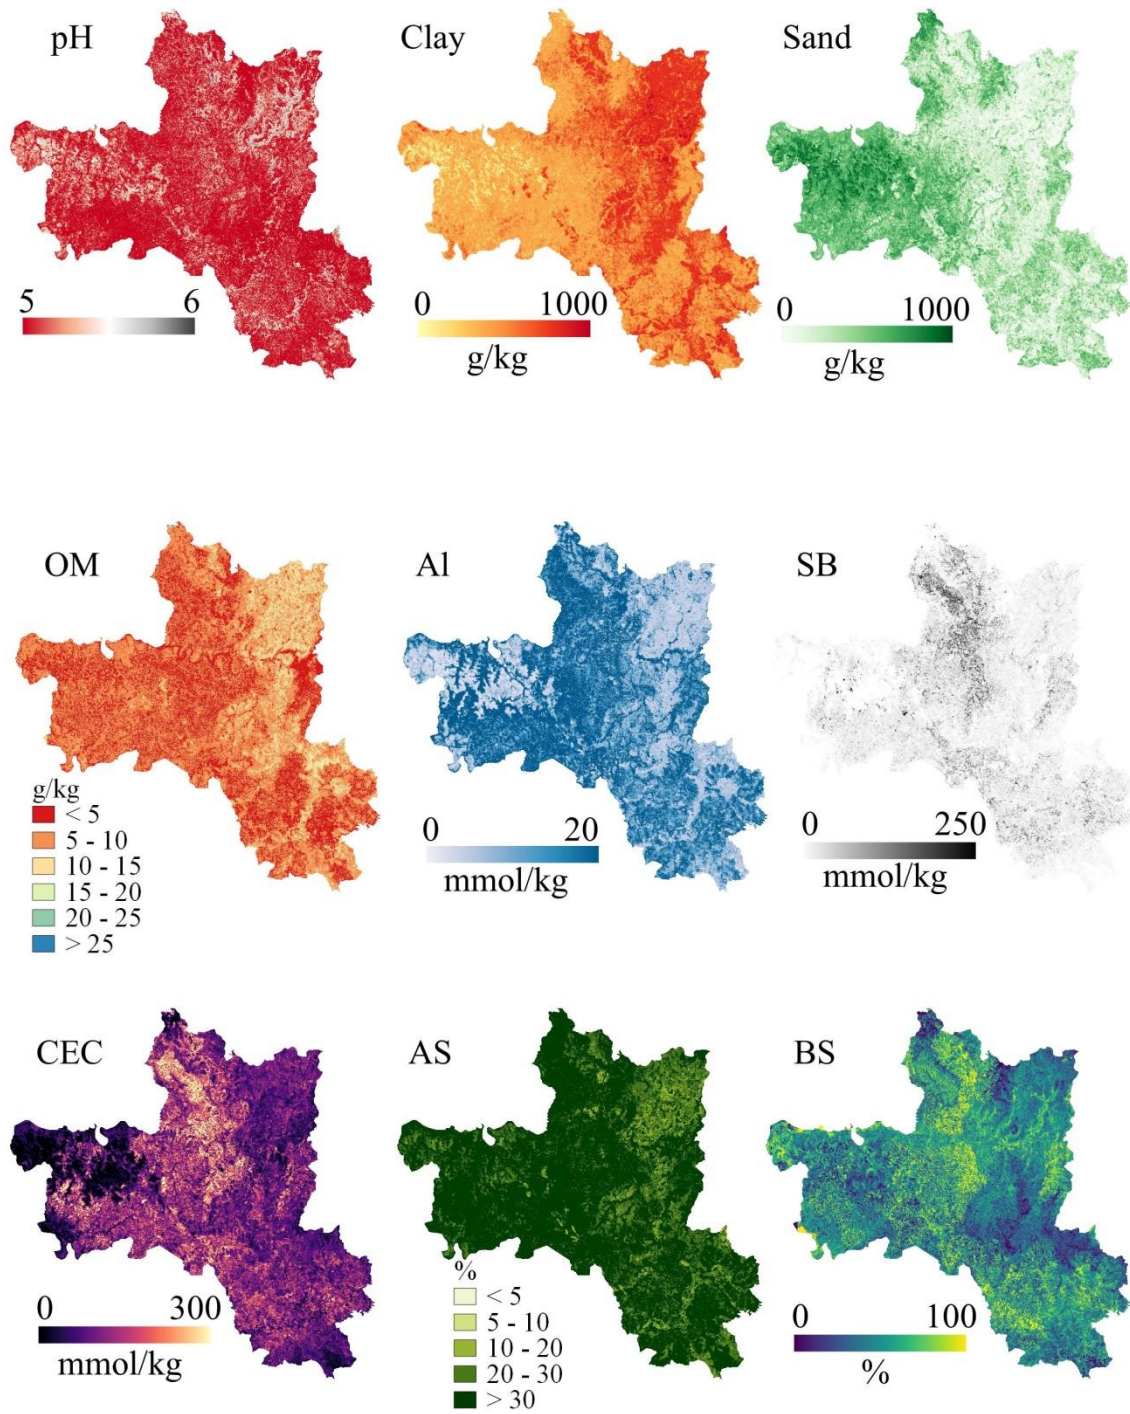 pH
Clay
Sand
5 6
0 1000
g/kg
0 1000
g/kg
OM
Al
SB
g/kg
< 5
5 - 10
10 - 15
15 - 20
20 - 25
> 25
0 20
mmol/kg
0 250
mmol/kg
CEC
AS
BS
0 300
mmol/kg
%
< 5
5 - 10
10 - 20
20 - 30
> 30
0 100
%